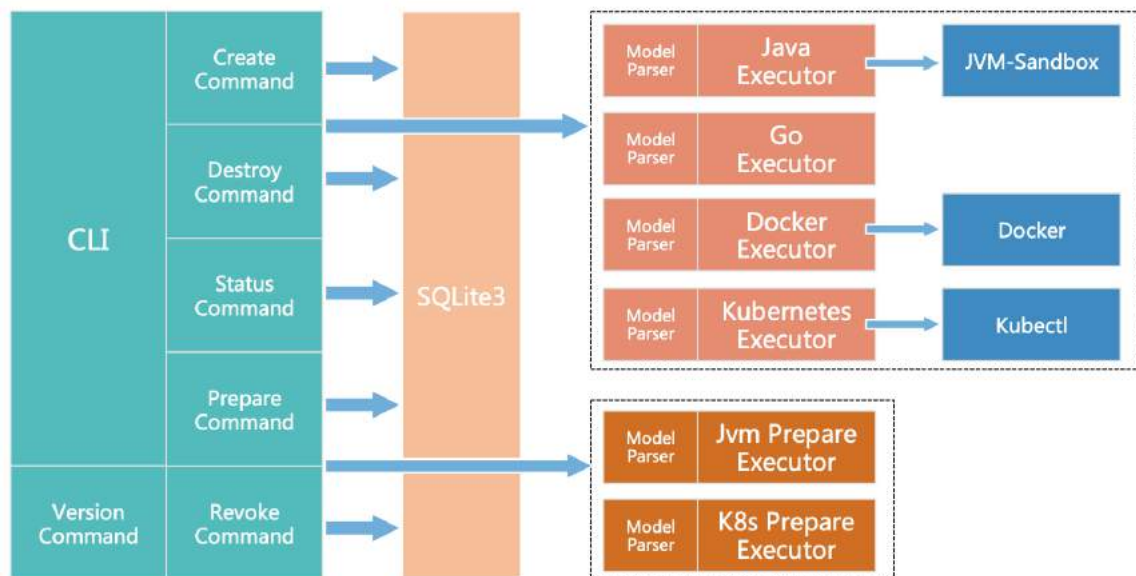 CLI
Version
Command
Create
Command
Destroy
Command
Status
Command
Prepare
Command
Revoke
Command
SQLite3
Model
Parser
Java
Executor
JVM-Sandbox
Model
Parser
Go
Executor
Model
Parser
Docker
Executor
Docker
Model
Parser
Kubernetes
Executor
Kubectl
Model
Parser
Jvm Prepare
Executor
Model
Parser
K8s Prepare
Executor